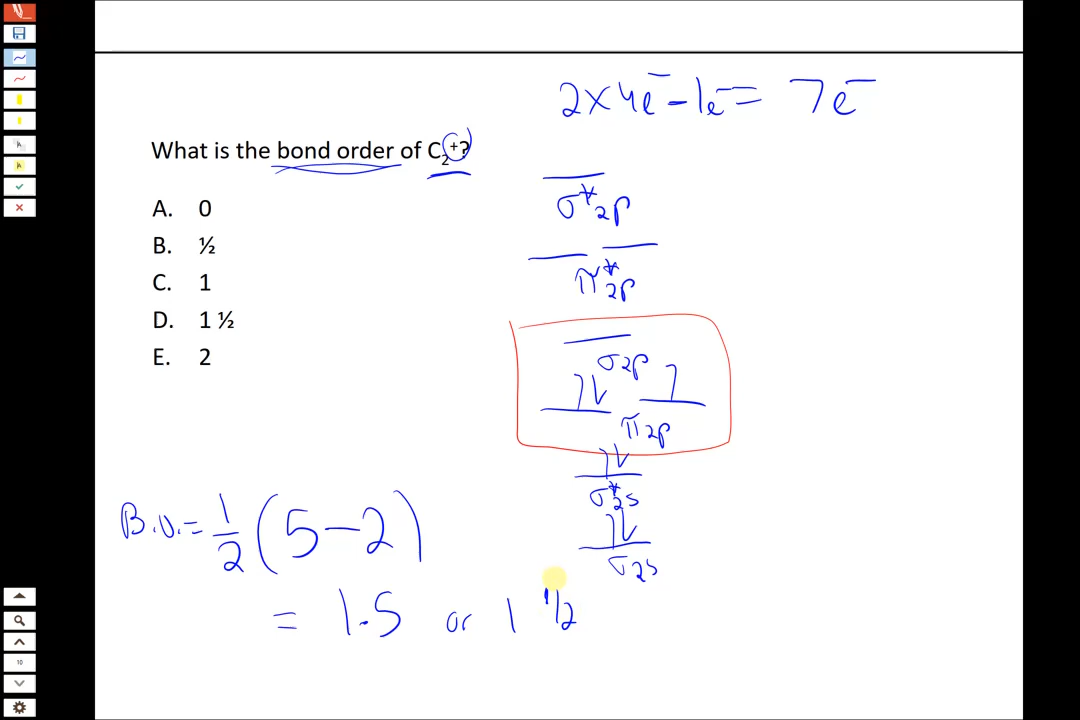 2 × 4e⁻ − 1e⁻ = 7e⁻
What is the bond order of C₂⁺?
A. 0
B. ½
C. 1
D. 1 ½
E. 2
σ*2p
π*2p
σ2p
π2p
σ*2s
σ2s
B.O. = 1/2 (5 − 2)
= 1.5 or 1 1/2
10